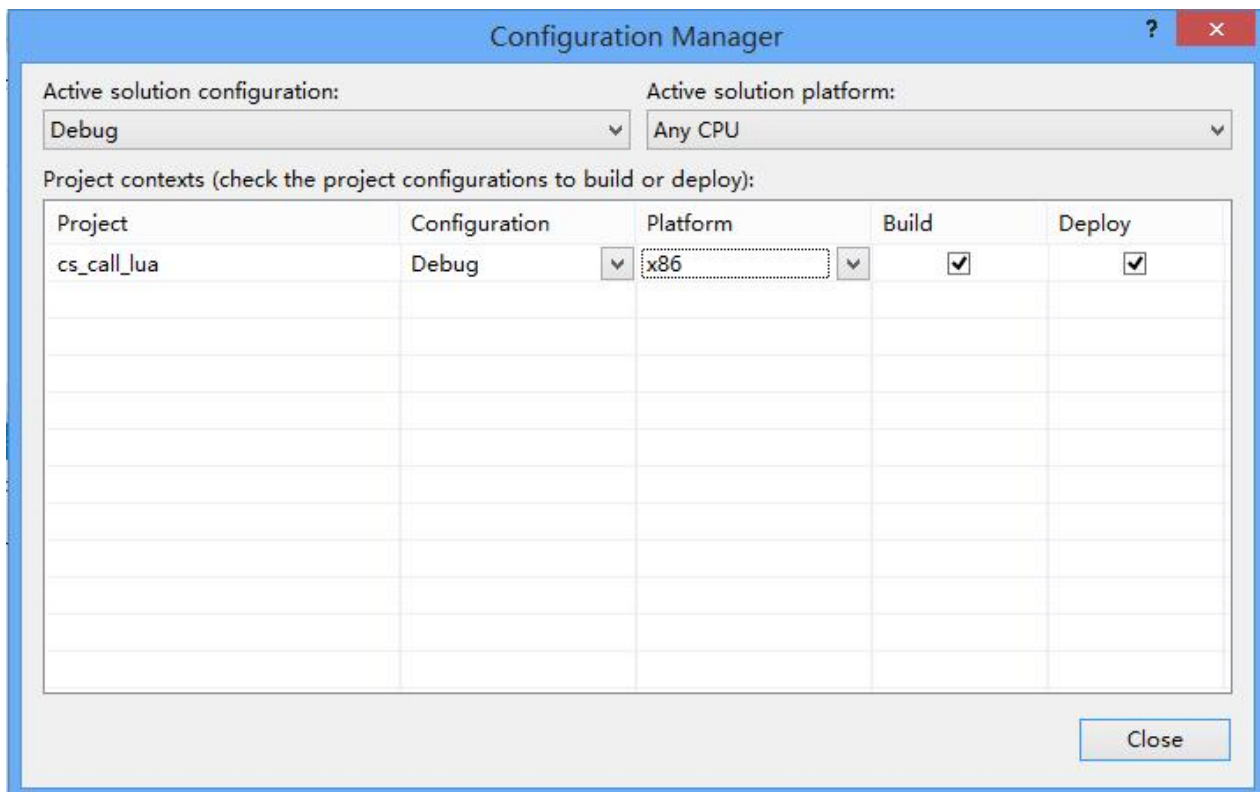 Configuration Manager
?
Active solution configuration: Active solution platform:
Debug Any CPU
Project contexts (check the project configurations to build or deploy):
Project Configuration Platform Build Deploy
cs_call_lua Debug x86
Close